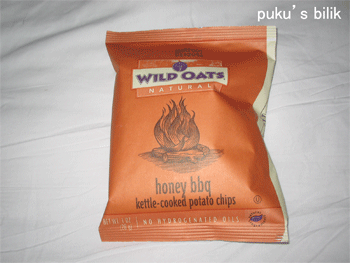 puku's bilik
WILD OATS
NATURAL
honey bbq
kettle-cooked potato chips
NO HYDROGENATED OILS